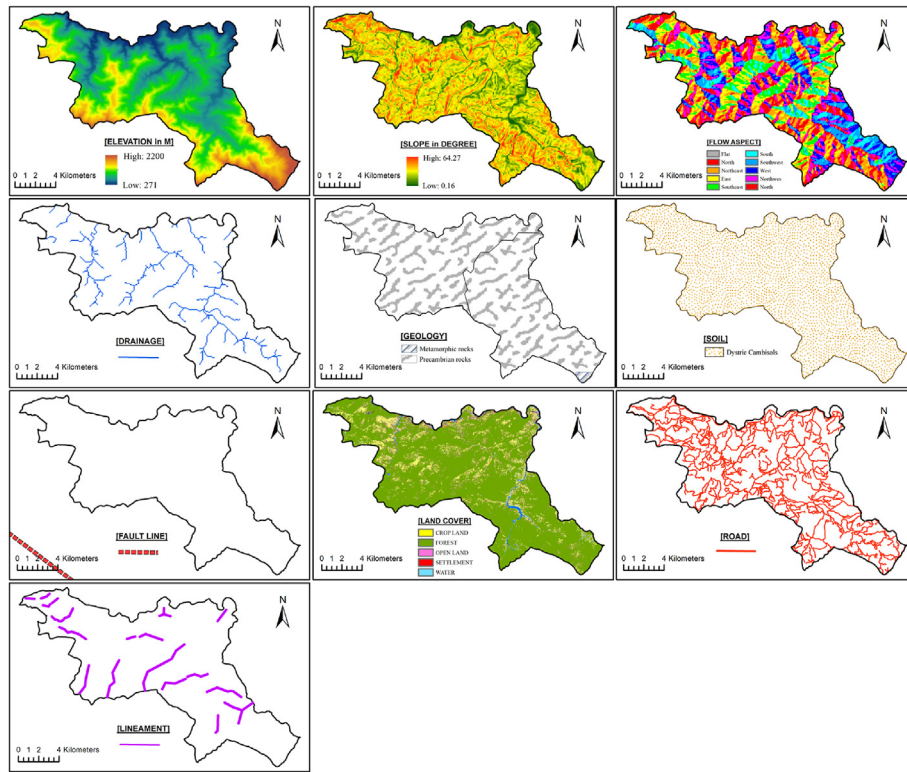 N
[ELEVATION In M]
High: 2200
Low: 271
0 1 2 4 Kilometers
N
[SLOPE in DEGREE]
High: 64.27
Low: 0.16
0 1 2 4 Kilometers
N
[FLOW ASPECT]
Flat
North
Northeast
East
Southeast
South
Southwest
West
Northwes
North
0 1 2 4 Kilometers
N
[DRAINAGE]
0 1 2 4 Kilometers
N
[GEOLOGY]
Metamorphic rocks
Precambrian rocks
0 1 2 4 Kilometers
N
[SOIL]
Dystric Cambisols
0 1 2 4 Kilometers
N
[FAULT LINE]
0 1 2 4 Kilometers
N
[LAND COVER]
CROP LAND
FOREST
OPEN LAND
SETTLEMENT
WATER
0 1 2 4 Kilometers
N
[ROAD]
0 1 2 4 Kilometers
N
[LINEAMENT]
0 1 2 4 Kilometers